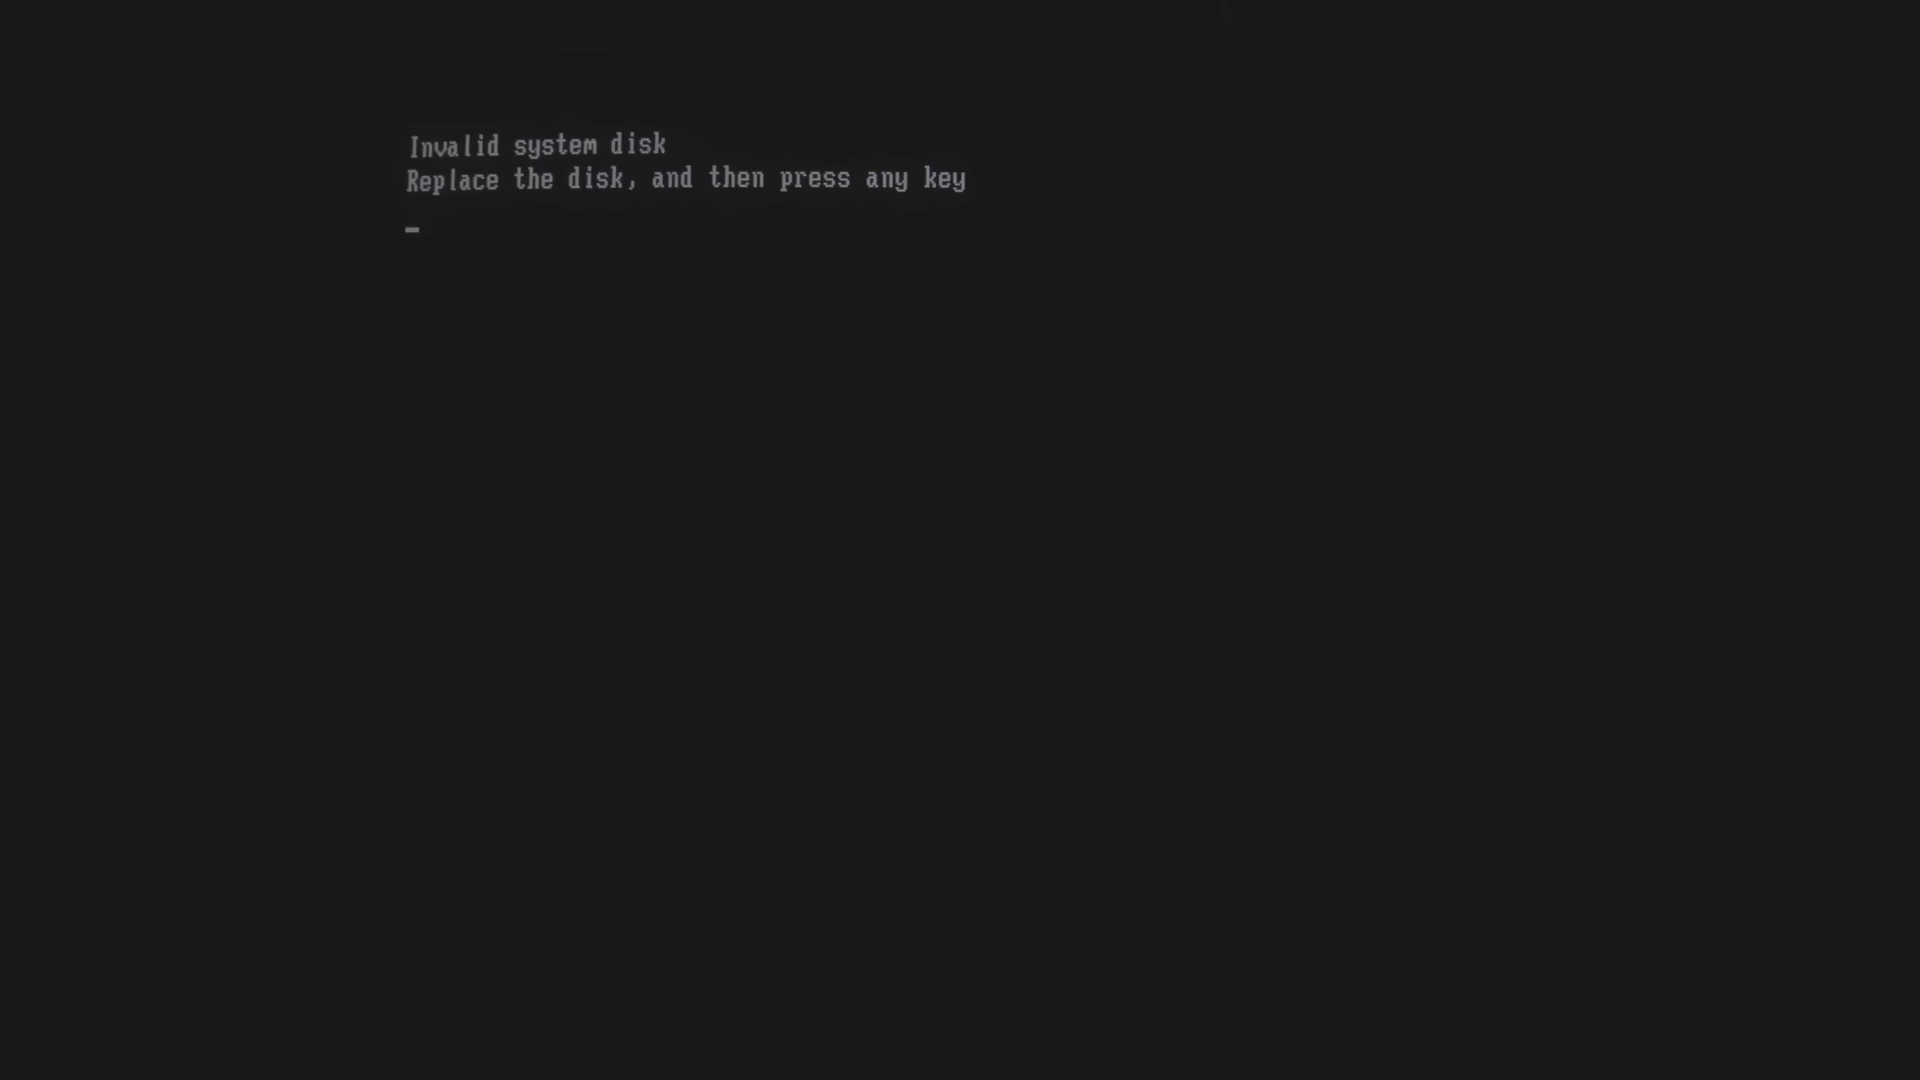 Invalid system disk
Replace the disk, and then press any key